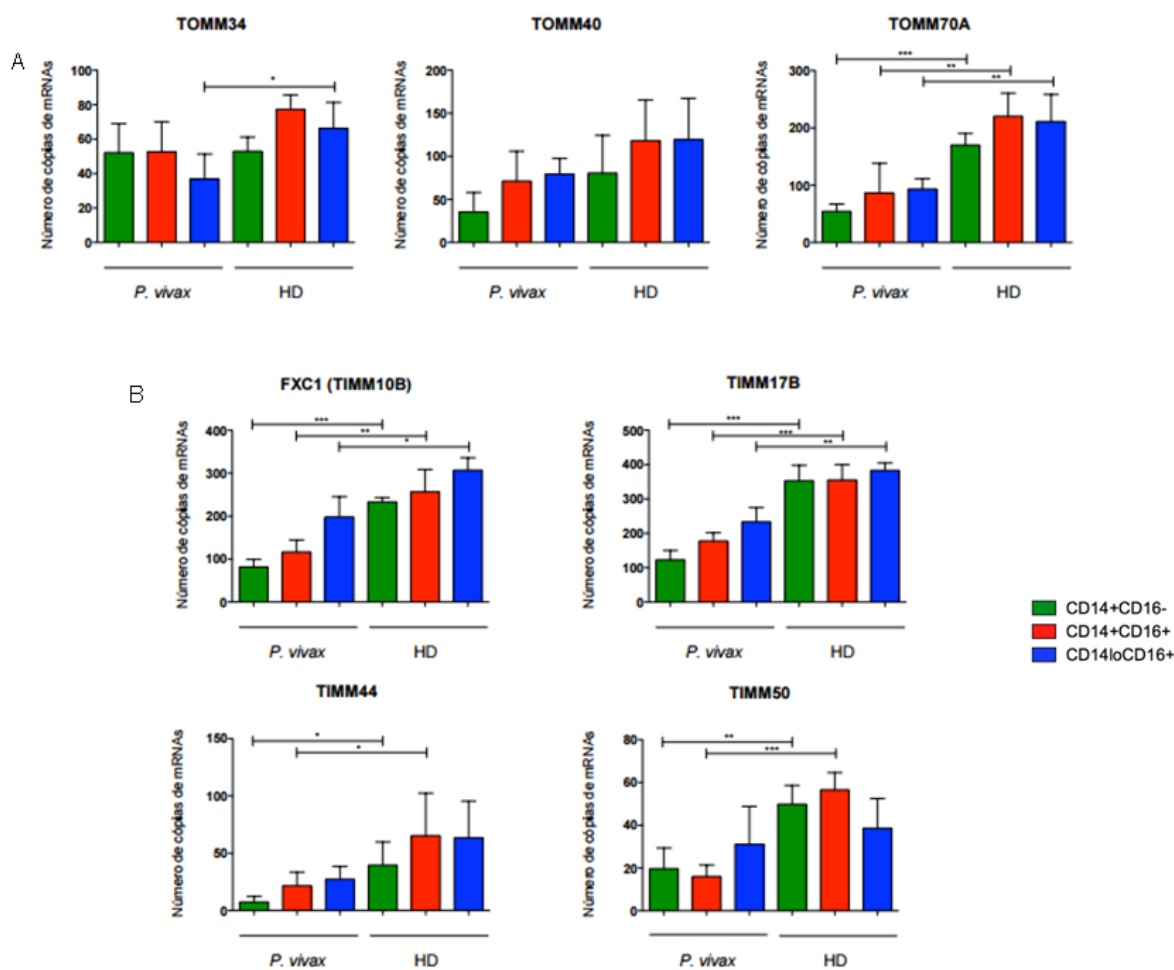 A
TOMM34
Número de cópias de mRNAs
100
80
60
40
20
0
*
P. vivax
HD
TOMM40
Número de cópias de mRNAs
200
150
100
50
0
P. vivax
HD
TOMM70A
Número de cópias de mRNAs
300
200
100
0
***
**
**
P. vivax
HD
B
FXC1 (TIMM10B)
Número de cópias de mRNAs
400
300
200
100
0
***
**
*
P. vivax
HD
TIMM17B
Número de cópias de mRNAs
500
400
300
200
100
0
***
***
**
P. vivax
HD
CD14+CD16-
CD14+CD16+
CD14loCD16+
TIMM44
Número de cópias de mRNAs
150
100
50
0
*
*
P. vivax
HD
TIMM50
Número de cópias de mRNAs
80
60
40
20
0
**
***
P. vivax
HD